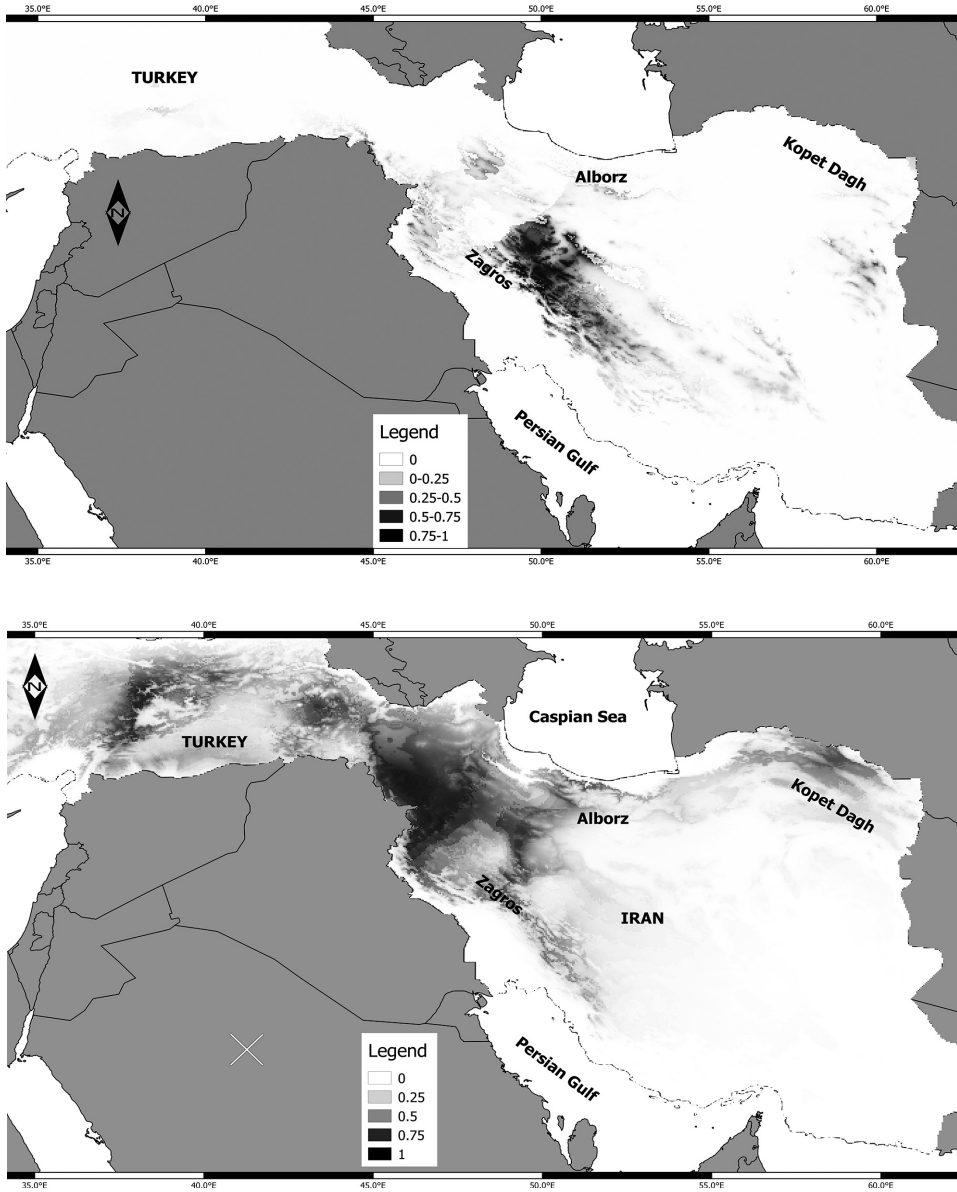 35.0°E 40.0°E 45.0°E 50.0°E 55.0°E 60.0°E
TURKEY
Kopet Dagh
Alborz
N
Zagros
Persian Gulf
Legend
0
0-0.25
0.25-0.5
0.5-0.75
0.75-1
35.0°E 40.0°E 45.0°E 50.0°E 55.0°E 60.0°E
35.0°E 40.0°E 45.0°E 50.0°E 55.0°E 60.0°E
N
Caspian Sea
TURKEY
Kopet Dagh
Alborz
Zagros
IRAN
Persian Gulf
Legend
0
0.25
0.5
0.75
1
35.0°E 40.0°E 45.0°E 50.0°E 55.0°E 60.0°E